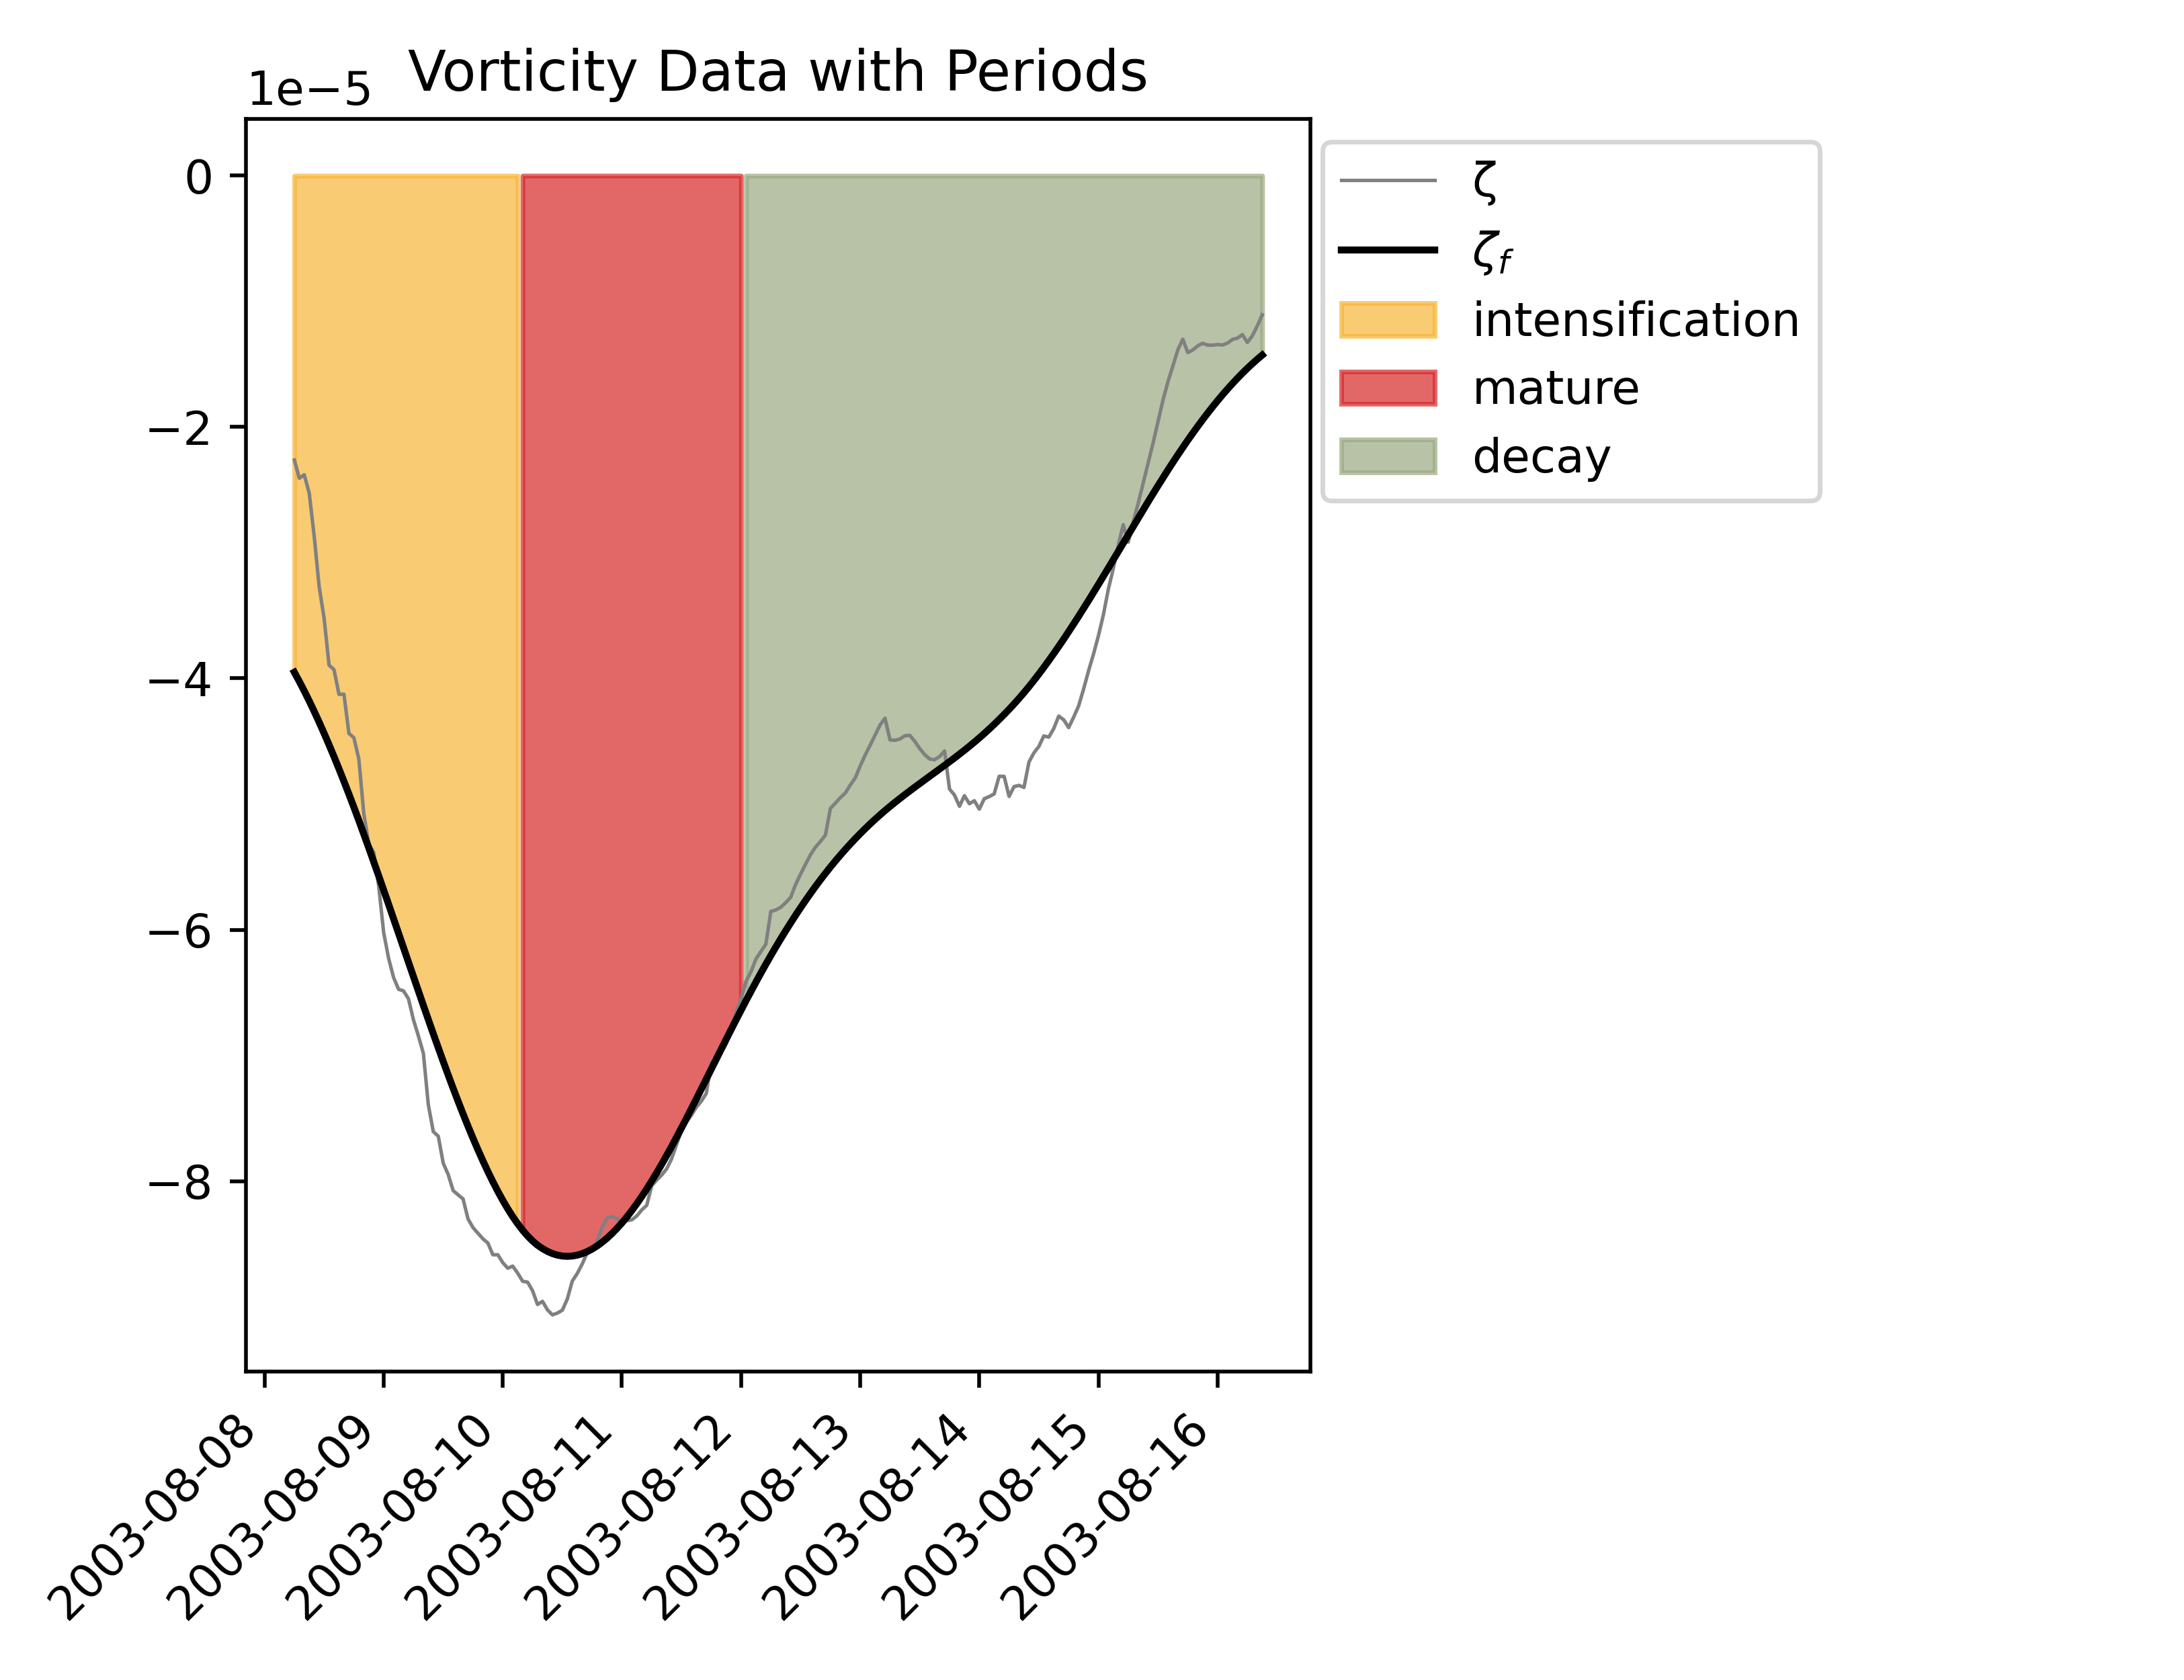 Vorticity Data with Periods
1e−5
0
−2
−4
−6
−8
ζ
ζf
intensification
mature
decay
2003-08-08
2003-08-09
2003-08-10
2003-08-11
2003-08-12
2003-08-13
2003-08-14
2003-08-15
2003-08-16